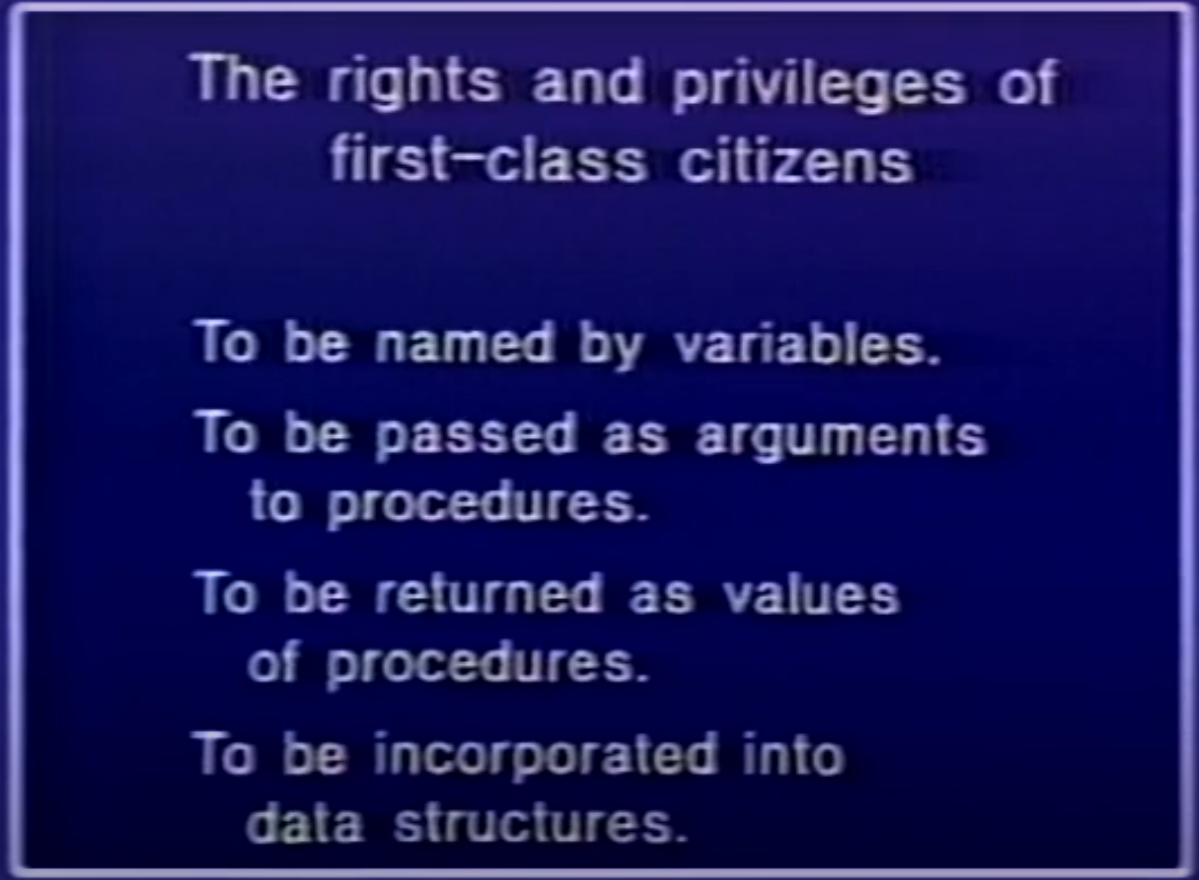 The rights and privileges of
first-class citizens
To be named by variables.
To be passed as arguments
to procedures.
To be returned as values
of procedures.
To be incorporated into
data structures.